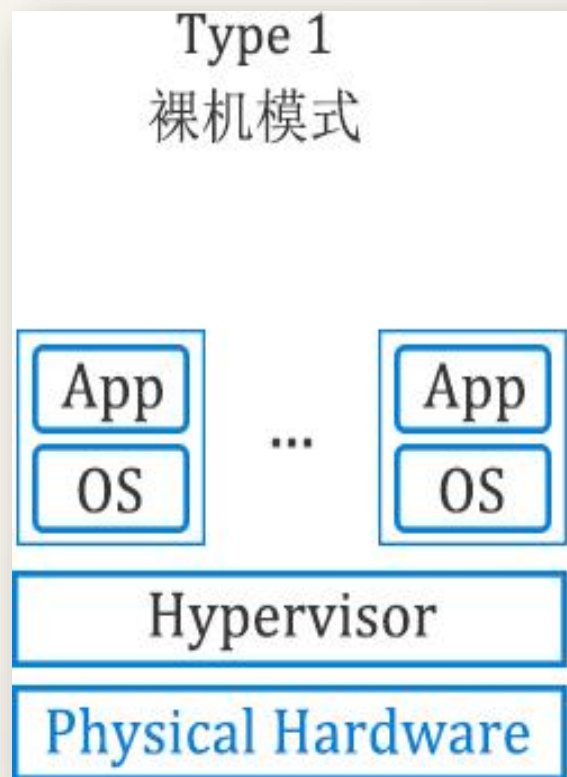 Type 1
裸机模式
App
...
App
OS
OS
Hypervisor
Physical Hardware